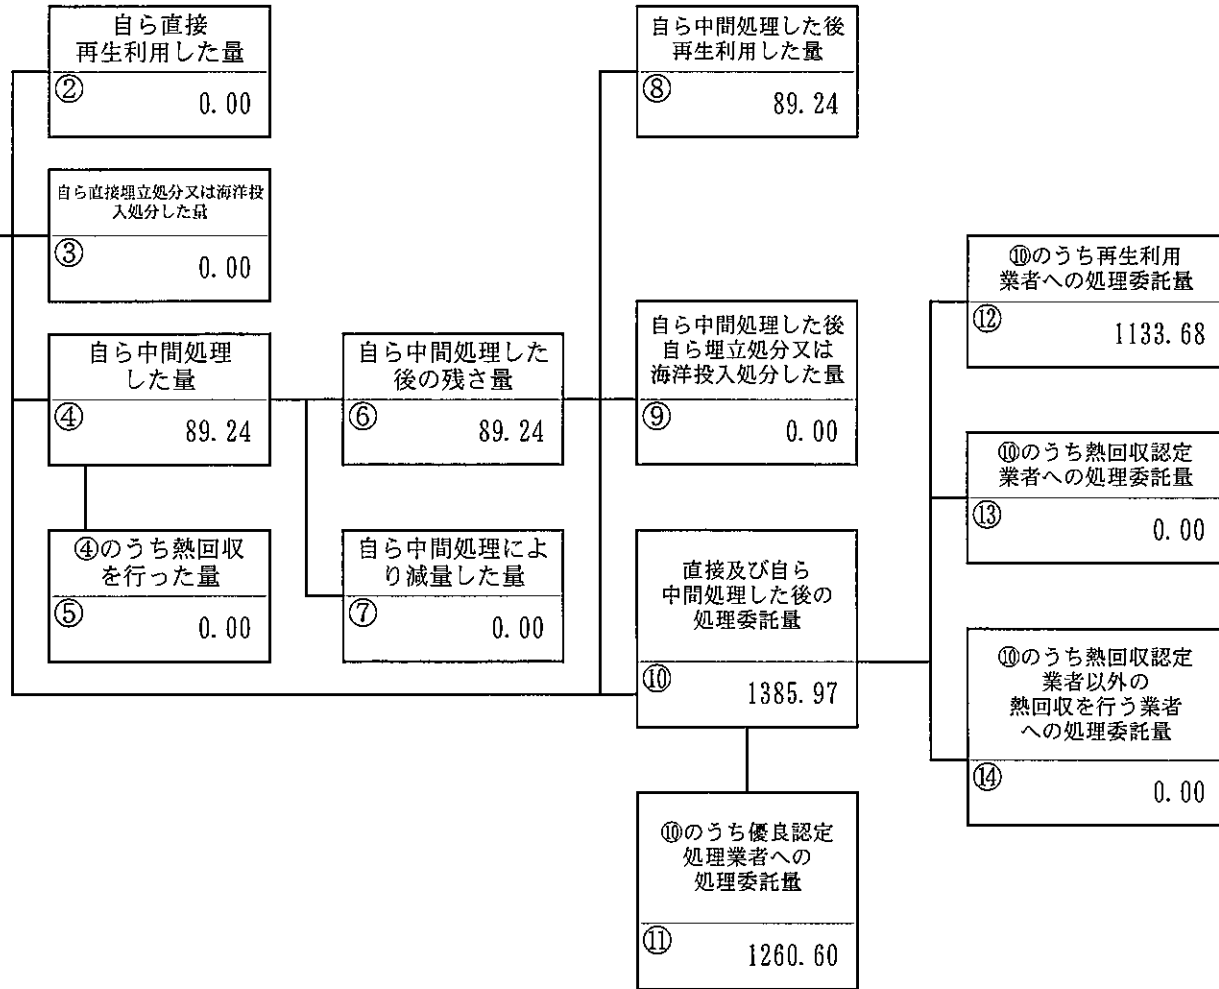 自ら直接
再生利用した量
②
0.00
自ら直接埋立処分又は海洋投
入処分した量
③
0.00
自ら中間処理
した量
④
89.24
④のうち熱回収
を行った量
⑤
0.00
自ら中間処理した
後の残さ量
⑥
89.24
自ら中間処理によ
り減量した量
⑦
0.00
自ら中間処理した後
再生利用した量
⑧
89.24
自ら中間処理した後
自ら埋立処分又は
海洋投入処分した量
⑨
0.00
直接及び自ら
中間処理した後の
処理委託量
⑩
1385.97
⑩のうち優良認定
処理業者への
処理委託量
⑪
1260.60
⑩のうち再生利用
業者への処理委託量
⑫
1133.68
⑩のうち熱回収認定
業者への処理委託量
⑬
0.00
⑩のうち熱回収認定
業者以外の
熱回収を行う業者
への処理委託量
⑭
0.00